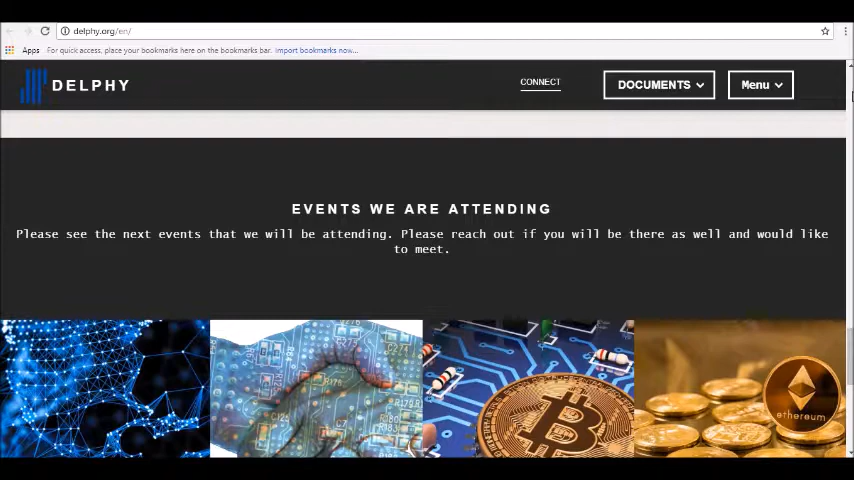 delphy.org/en/
Apps For quick access, place your bookmarks here on the bookmarks bar. Import bookmarks now...
DELPHY
CONNECT
DOCUMENTS
Menu
EVENTS WE ARE ATTENDING
Please see the next events that we will be attending. Please reach out if you will be there as well and would like
to meet.
ethereum